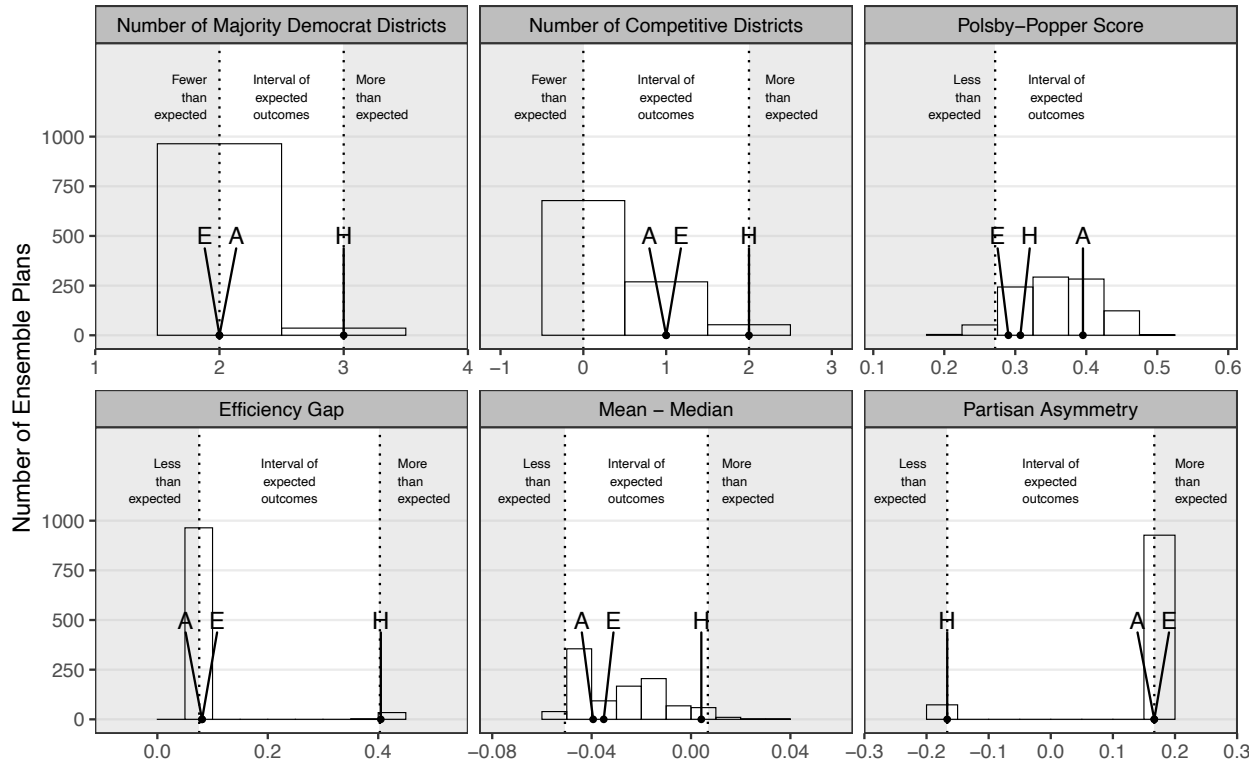 Number of Majority Democrat Districts
Number of Competitive Districts
Polsby−Popper Score
Fewer
than
expected
Interval of
expected
outcomes
More
than
expected
Fewer
than
expected
Interval of
expected
outcomes
More
than
expected
Less
than
expected
Interval of
expected
outcomes
1000
750
500
250
0
E A H
A E H
E H A
1 2 3 4
−1 0 1 2 3
0.1 0.2 0.3 0.4 0.5 0.6
Number of Ensemble Plans
Efficiency Gap
Mean − Median
Partisan Asymmetry
Less
than
expected
Interval of
expected
outcomes
More
than
expected
Less
than
expected
Interval of
expected
outcomes
More
than
expected
Less
than
expected
Interval of
expected
outcomes
More
than
expected
1000
750
500
250
0
A E H
A E H
H A E
0.0 0.2 0.4
−0.08 −0.04 0.00 0.04
−0.3 −0.2 −0.1 0.0 0.1 0.2 0.3